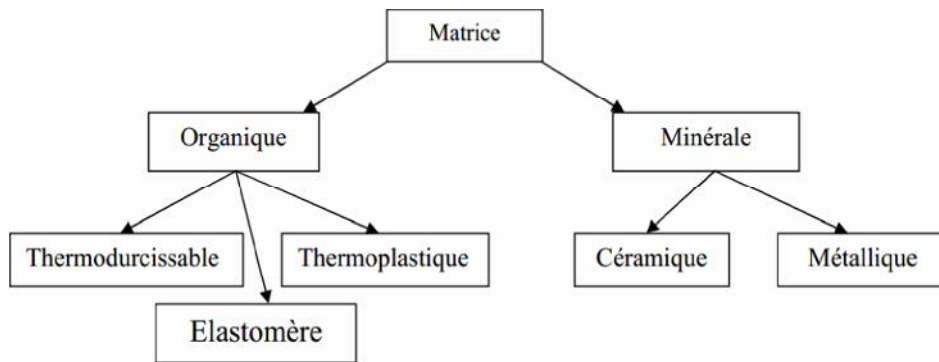 Matrice
Organique
Minérale
Thermodurcissable
Thermoplastique
Céramique
Métallique
Elastomère